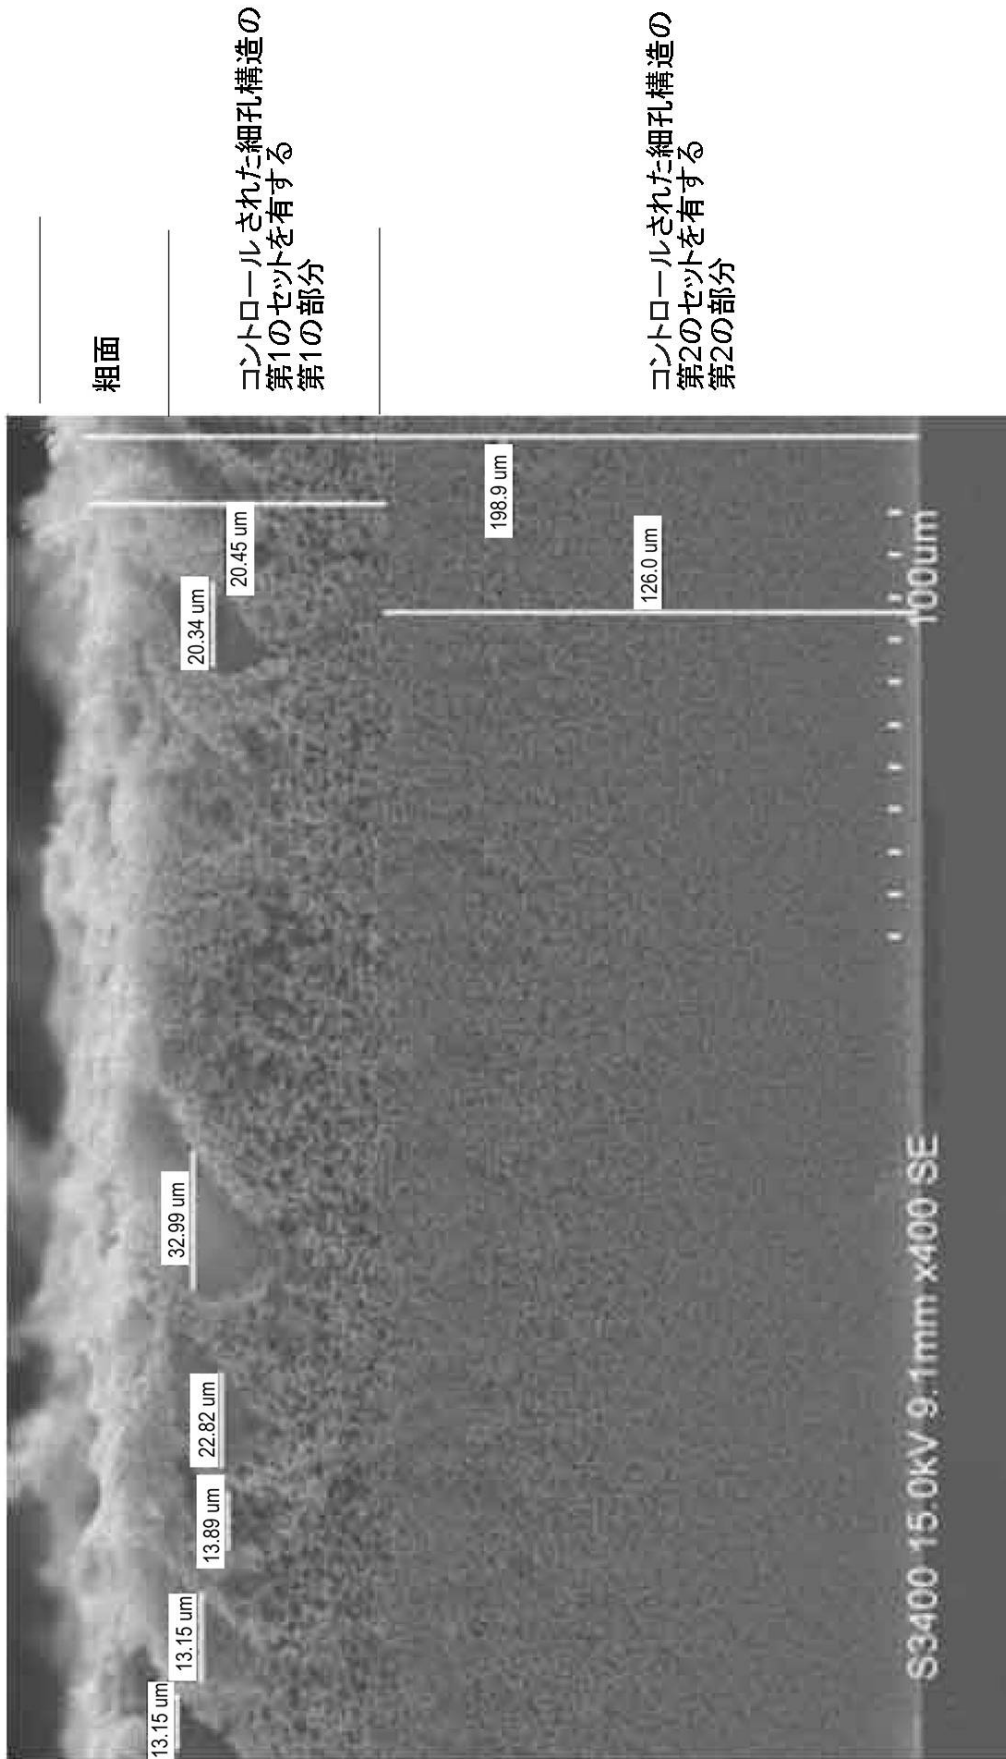 粗面
コントロールされた細孔構造の
第1のセットを有する
第1の部分
コントロールされた細孔構造の
第2のセットを有する
第2の部分
198.9 um
20.45 um
20.34 um
126.0 um
32.99 um
22.82 um
13.89 um
13.15 um
13.15 um
S3400 15.0KV 9.1mm x400 SE
100um